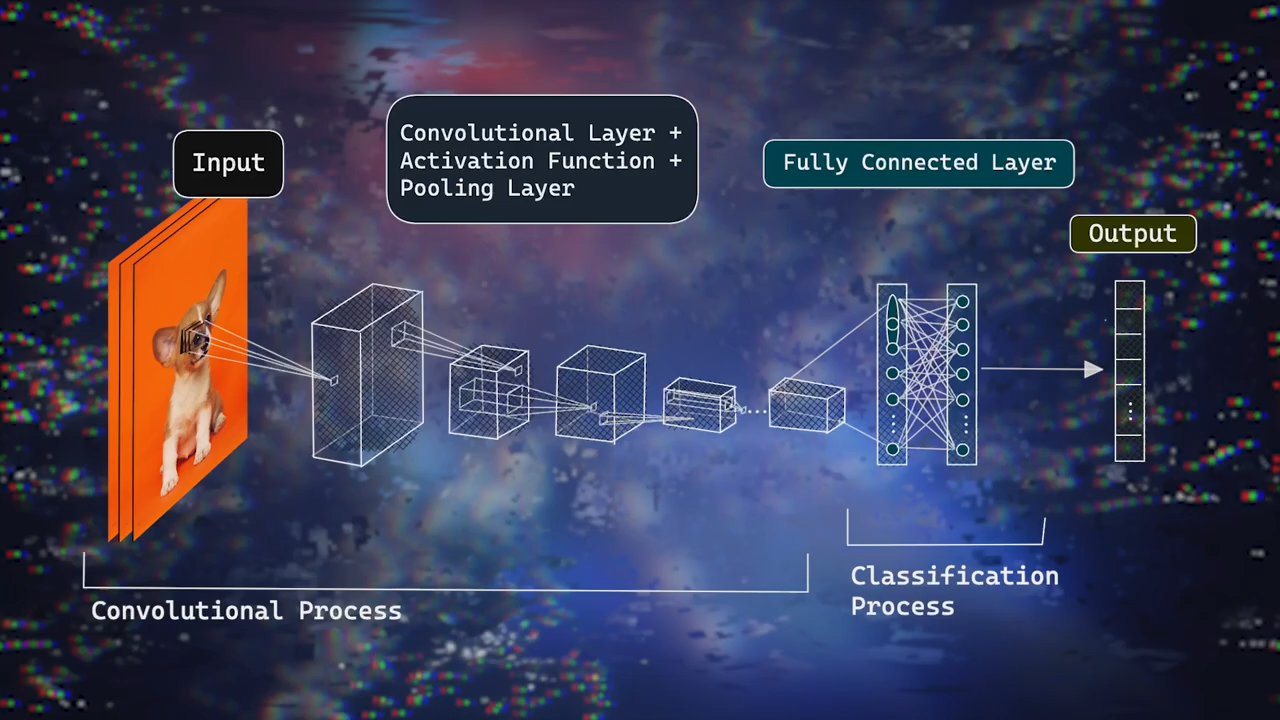 Input
Convolutional Layer +
Activation Function +
Pooling Layer
Fully Connected Layer
Output
Convolutional Process
Classification
Process